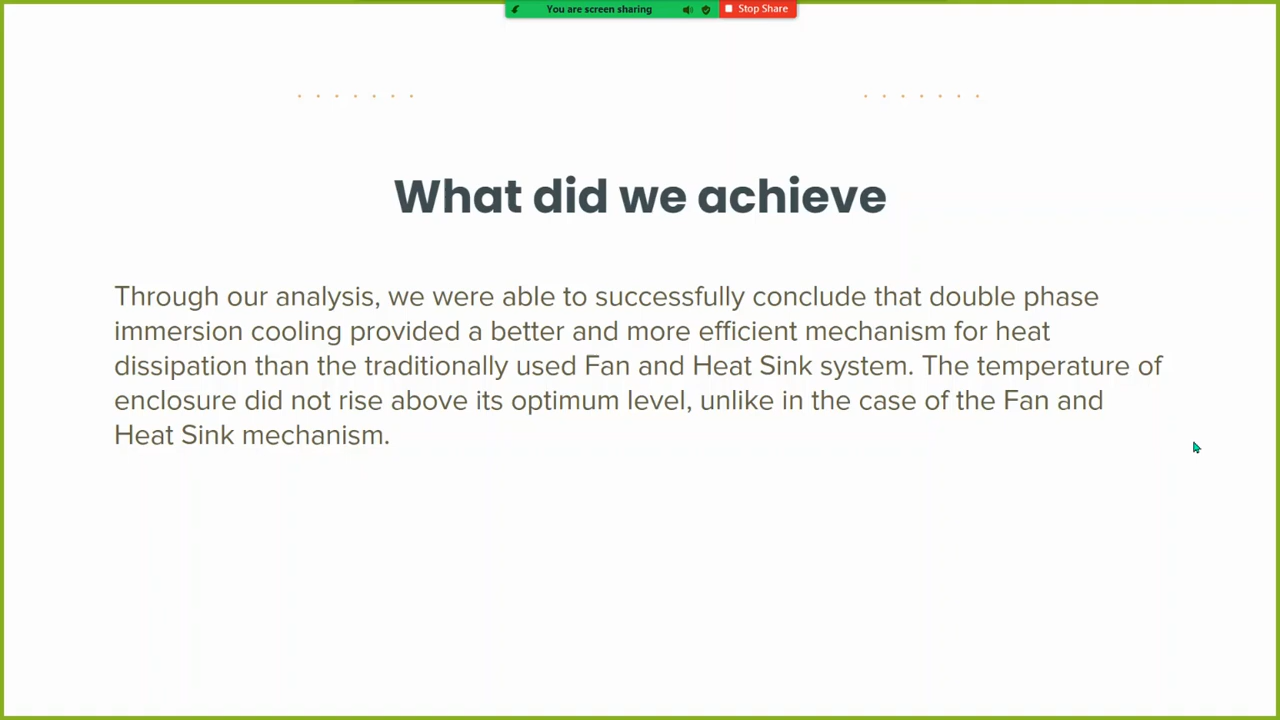 You are screen sharing
Stop Share
What did we achieve
Through our analysis, we were able to successfully conclude that double phase
immersion cooling provided a better and more efficient mechanism for heat
dissipation than the traditionally used Fan and Heat Sink system. The temperature of
enclosure did not rise above its optimum level, unlike in the case of the Fan and
Heat Sink mechanism.